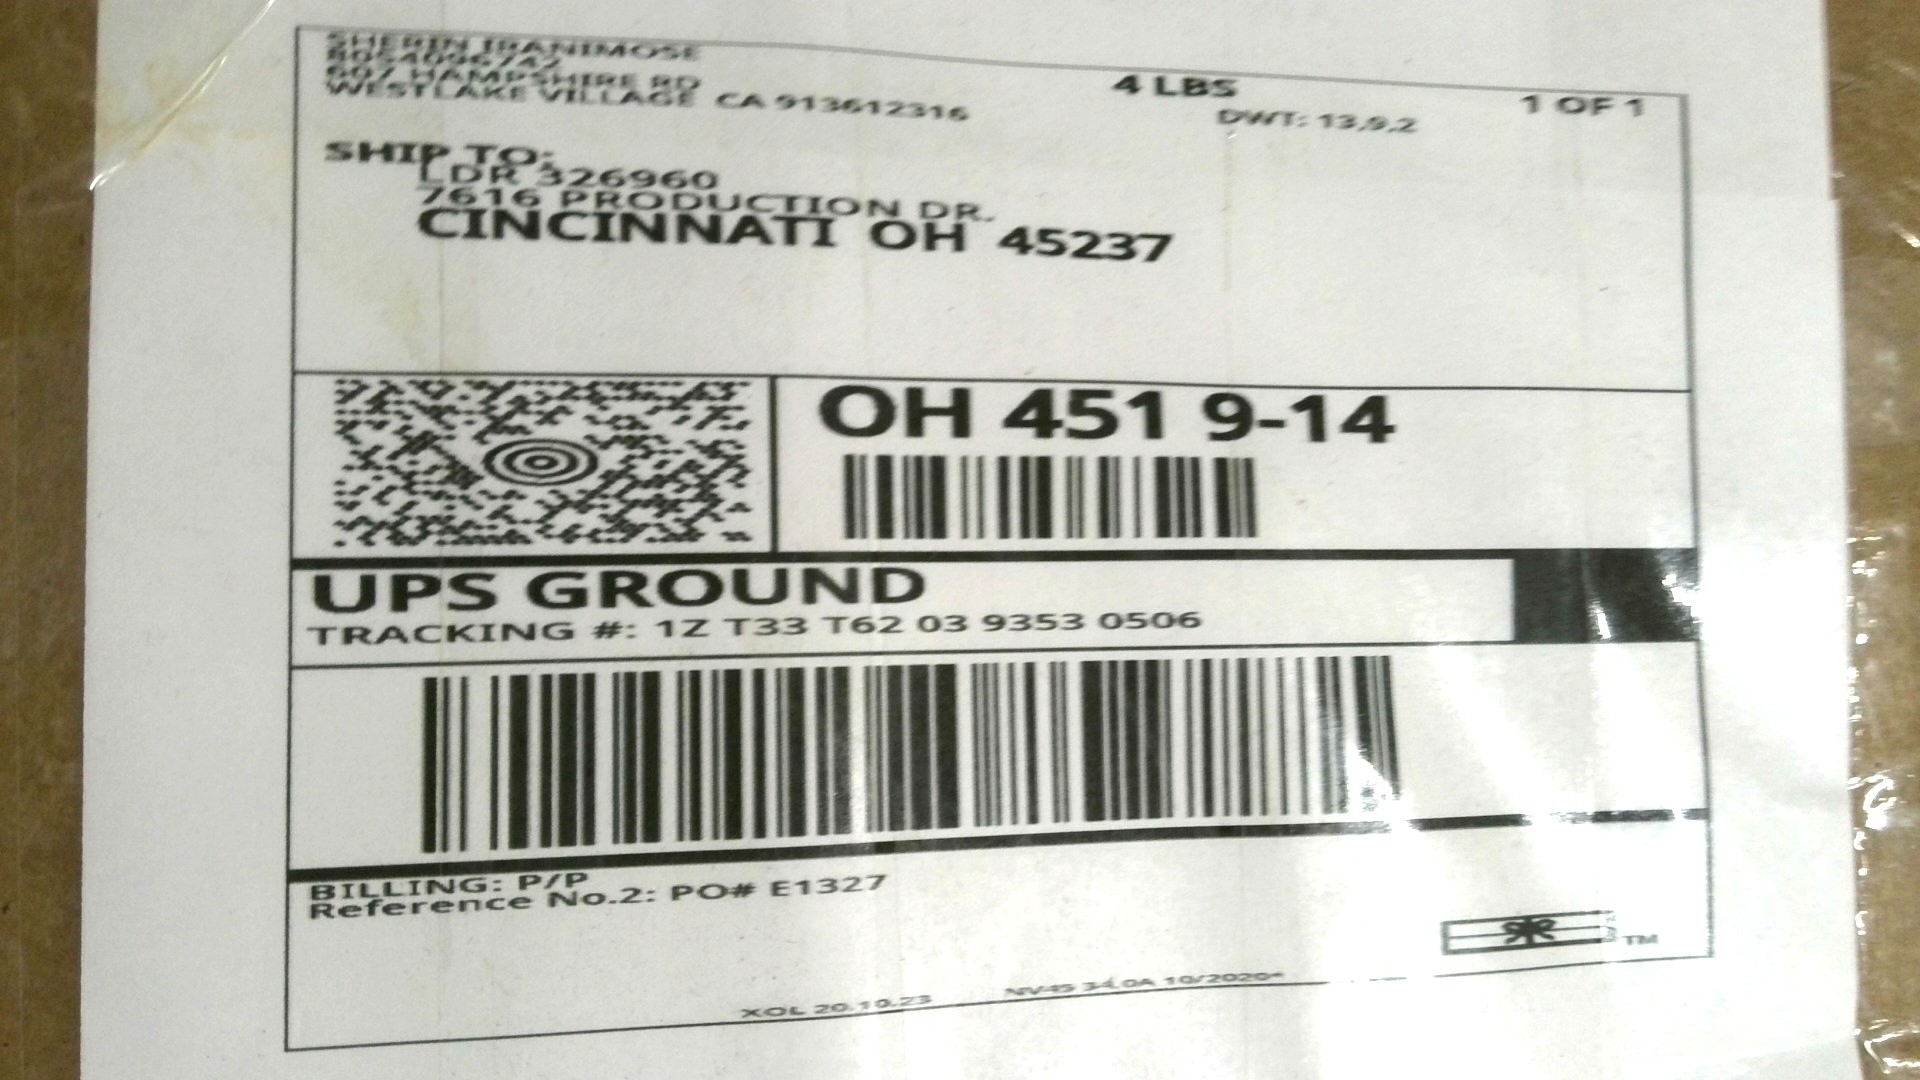 SHERIN IRANIMOSE
8054096742
607 HAMPSHIRE RD
WESTLAKE VILLAGE CA 913612316
4 LBS
1 OF 1
DWT: 13,9,2
SHIP TO:
LDR 326960
7616 PRODUCTION DR.
CINCINNATI OH 45237
OH 451 9-14
UPS GROUND
TRACKING #: 1Z T33 T62 03 9353 0506
BILLING: P/P
Reference No.2: PO# E1327
TM
XOL 20.10.23
NV45 34.0A 10/2020*